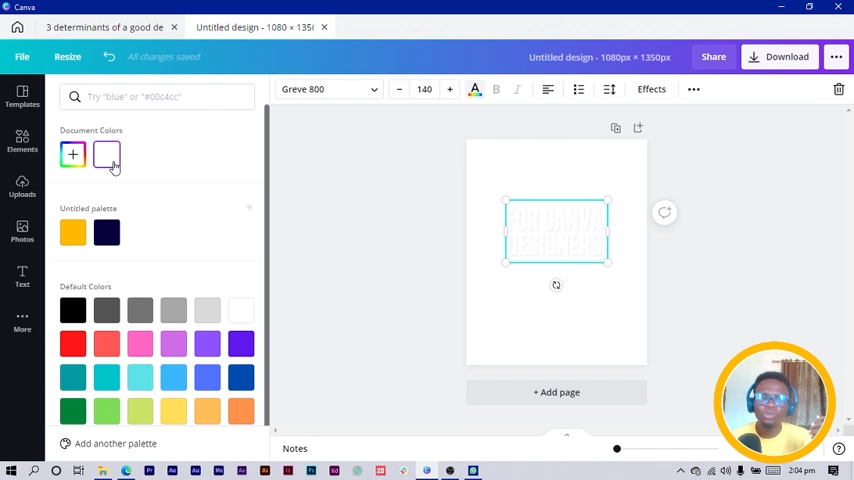 Canva
3 determinants of a good de
Untitled design - 1080 × 1350
File
Resize
All changes saved
Untitled design - 1080px × 1350px
Share
Download
Templates
Elements
Uploads
Photos
Text
More
Try "blue" or "#00c4cc"
Document Colors
Untitled palette
Default Colors
Add another palette
Greve 800
140
A
B
I
Effects
FOR CANVA
DESIGNERS
+ Add page
Notes
2:04 pm